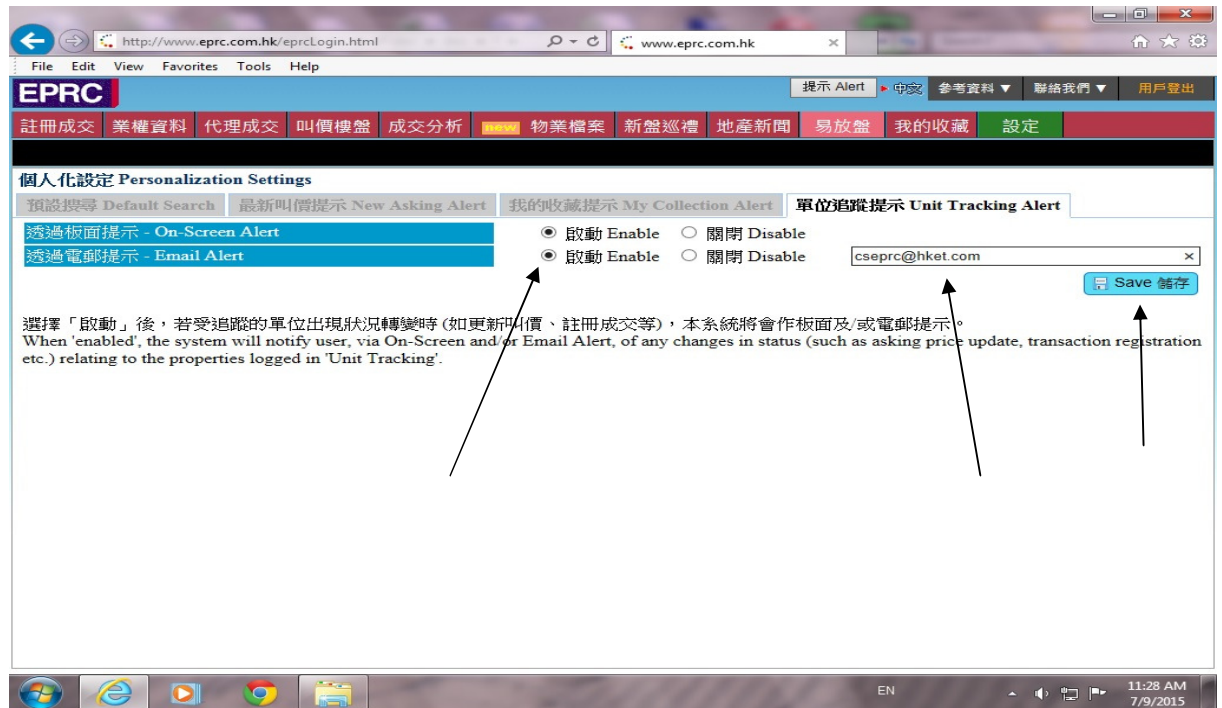 http://www.eprc.com.hk/eprcLogin.html
www.eprc.com.hk
File Edit View Favorites Tools Help
EPRC
提示 Alert 中文 參考資料 ▼ 聯絡我們 ▼ 用戶登出
註冊成交 業權資料 代理成交 叫價樓盤 成交分析 new 物業檔案 新盤巡禮 地產新聞 易放盤 我的收藏 設定
個人化設定 Personalization Settings
預設搜尋 Default Search 最新叫價提示 New Asking Alert 我的收藏提示 My Collection Alert 單位追蹤提示 Unit Tracking Alert
透過板面提示 - On-Screen Alert 啟動 Enable 關閉 Disable
透過電郵提示 - Email Alert 啟動 Enable 關閉 Disable cseprc@hket.com
Save 儲存
選擇「啟動」後，若受追蹤的單位出現狀況轉變時 (如更新叫價、註冊成交等)，本系統將會作板面及/或電郵提示。
When 'enabled', the system will notify user, via On-Screen and/or Email Alert, of any changes in status (such as asking price update, transaction registration
etc.) relating to the properties logged in 'Unit Tracking'.
EN
11:28 AM
7/9/2015